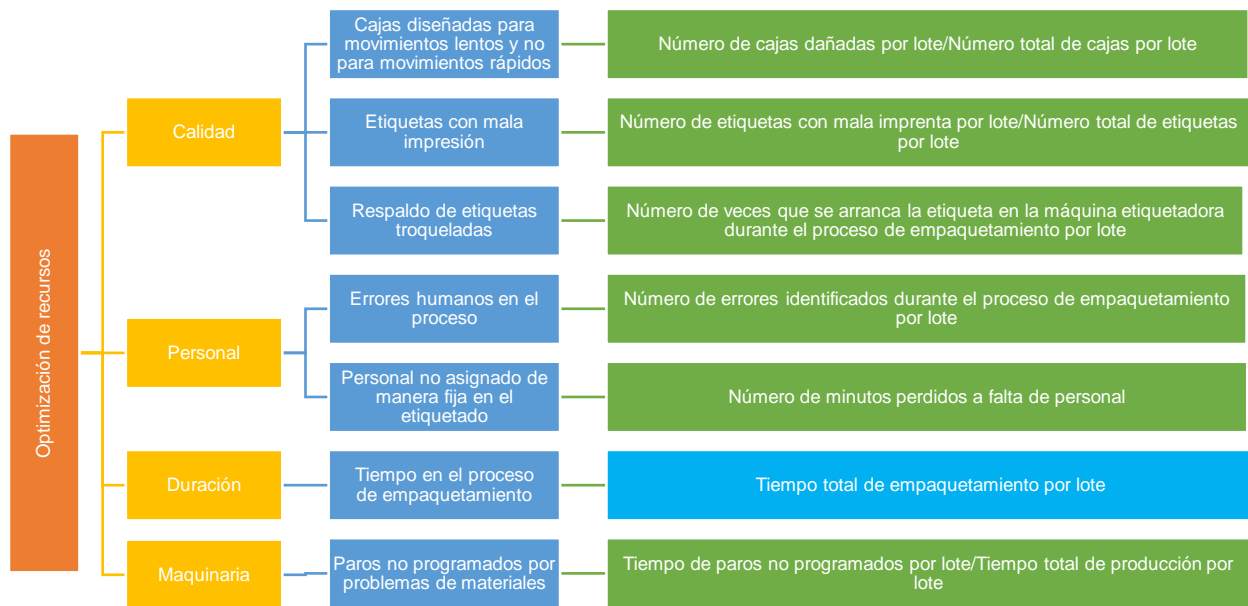 Optimización de recursos
Calidad
Cajas diseñadas para
movimientos lentos y no
para movimientos rápidos
Número de cajas dañadas por lote/Número total de cajas por lote
Etiquetas con mala
impresión
Número de etiquetas con mala imprenta por lote/Número total de etiquetas
por lote
Respaldo de etiquetas
troqueladas
Número de veces que se arranca la etiqueta en la máquina etiquetadora
durante el proceso de empaquetamiento por lote
Personal
Errores humanos en el
proceso
Número de errores identificados durante el proceso de empaquetamiento
por lote
Personal no asignado de
manera fija en el
etiquetado
Número de minutos perdidos a falta de personal
Duración
Tiempo en el proceso
de empaquetamiento
Tiempo total de empaquetamiento por lote
Maquinaria
Paros no programados por
problemas de materiales
Tiempo de paros no programados por lote/Tiempo total de producción por
lote